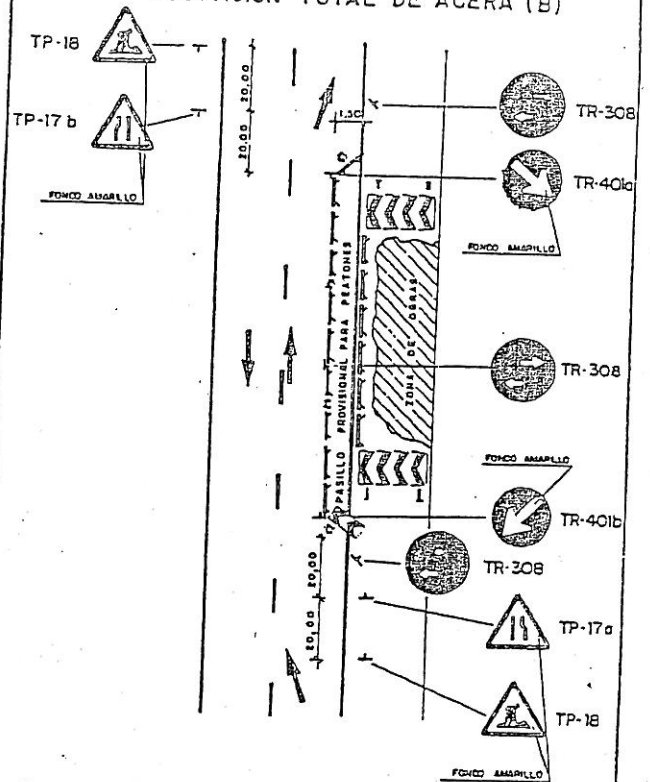 TOTAL DE ACERA (B)
TP-18
20,00
1,50
TR-308
TP-17 b
20,00
TR-401a
FONDO AMARILLO
FONDO AMARILLO
PASILLO PROVISIONAL PARA PEATONES
ZONA DE OBRAS
TR-308
FONDO AMARILLO
TR-401b
20,00
TR-308
20,00
TP-17a
TP-18
FONDO AMARILLO